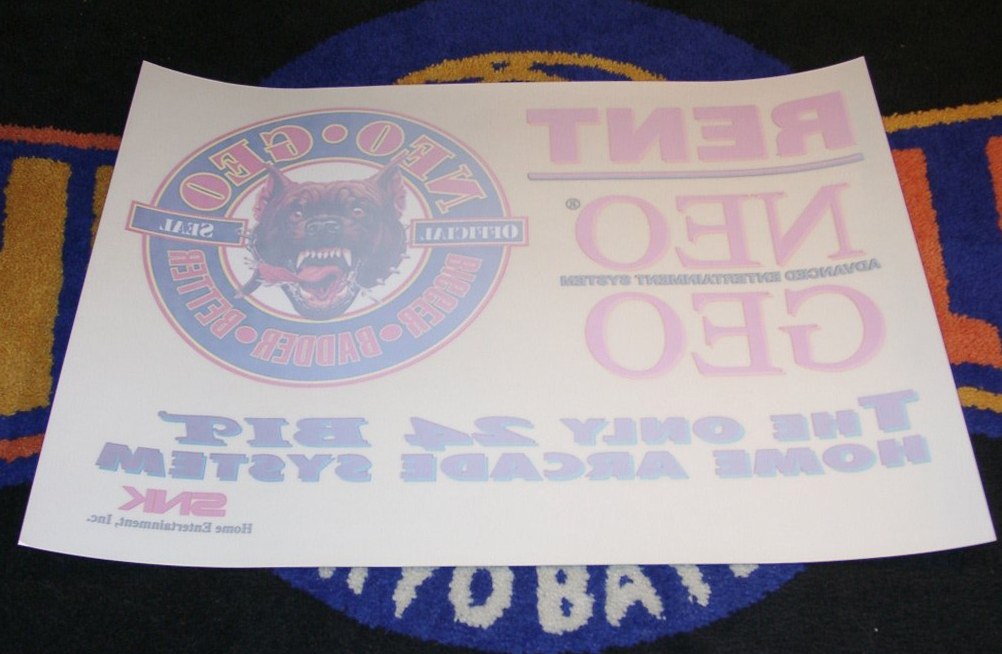 RENT
NEO
®
ADVANCED ENTERTAINMENT SYSTEM
GEO
NEO•GEO
OFFICIAL SEAL
BIGGER•BADDER•BETTER
THE ONLY 24 BIT
HOME ARCADE SYSTEM
SNK
Home Entertainment, Inc.